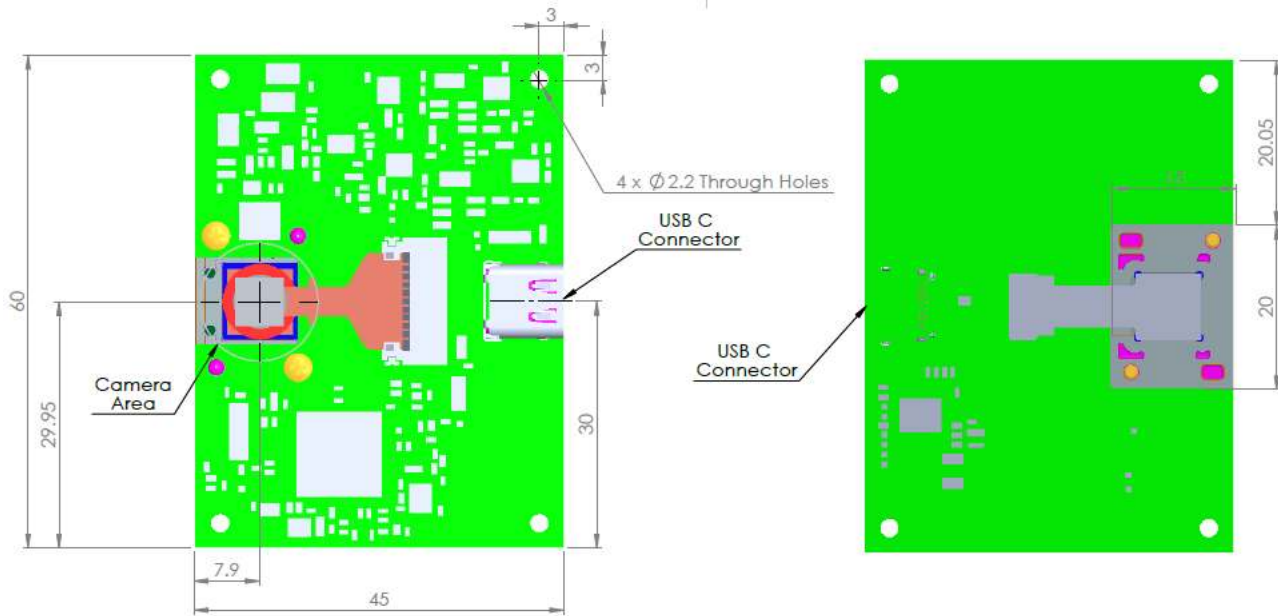 3
3
4 x Ø 2.2 Through Holes
USB C
Connector
60
29.95
Camera
Area
30
7.9
45
20.05
20
USB C
Connector